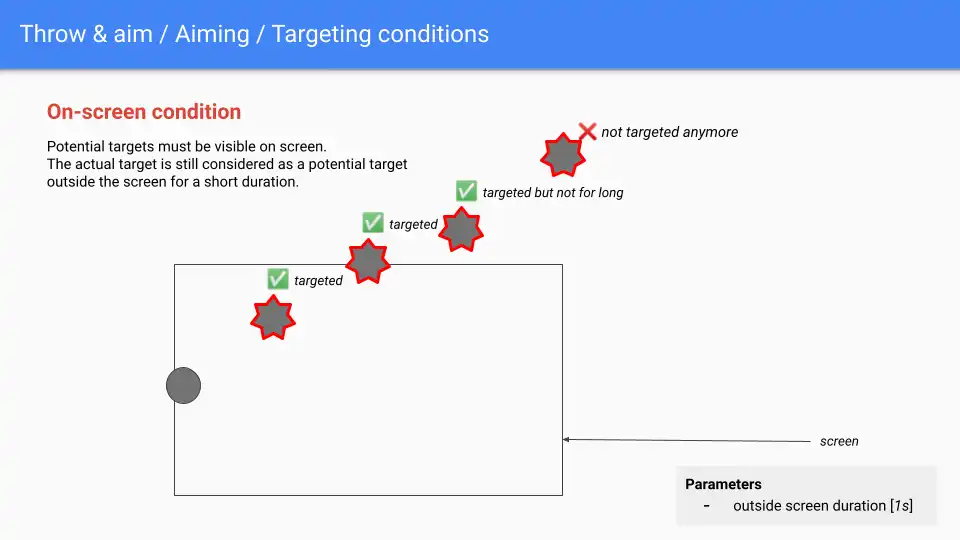 Throw & aim / Aiming / Targeting conditions
On-screen condition
Potential targets must be visible on screen.
The actual target is still considered as a potential target
outside the screen for a short duration.
not targeted anymore
targeted but not for long
targeted
targeted
screen
Parameters
- outside screen duration [1s]